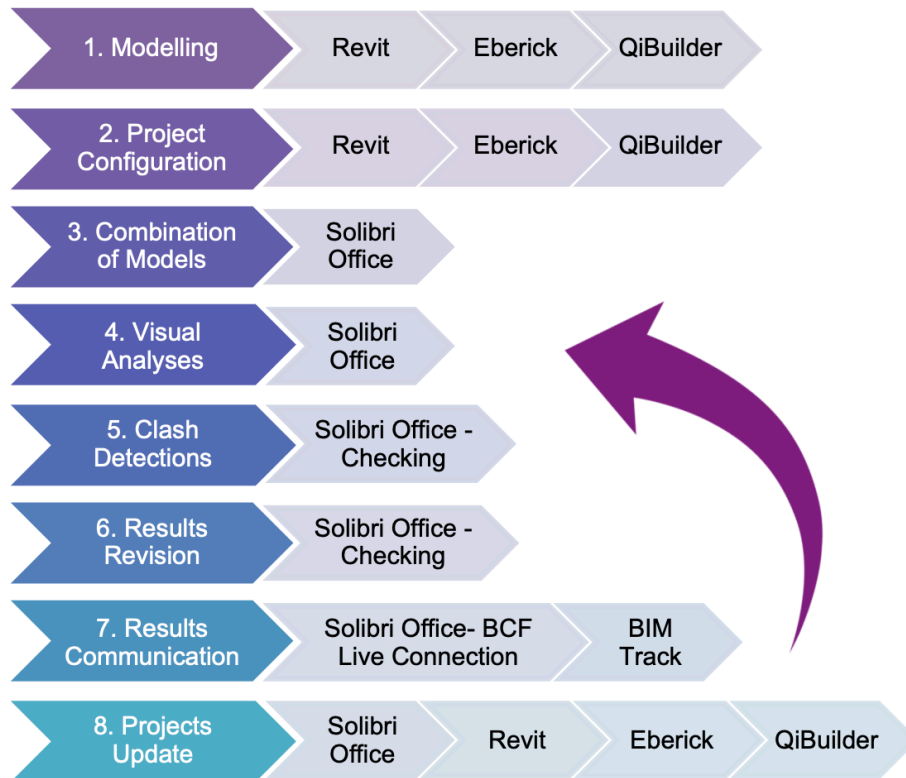 1. Modelling
Revit
Eberick
QiBuilder
2. Project
Configuration
Revit
Eberick
QiBuilder
3. Combination
of Models
Solibri
Office
4. Visual
Analyses
Solibri
Office
5. Clash
Detections
Solibri Office -
Checking
6. Results
Revision
Solibri Office -
Checking
7. Results
Communication
Solibri Office- BCF
Live Connection
BIM
Track
8. Projects
Update
Solibri
Office
Revit
Eberick
QiBuilder